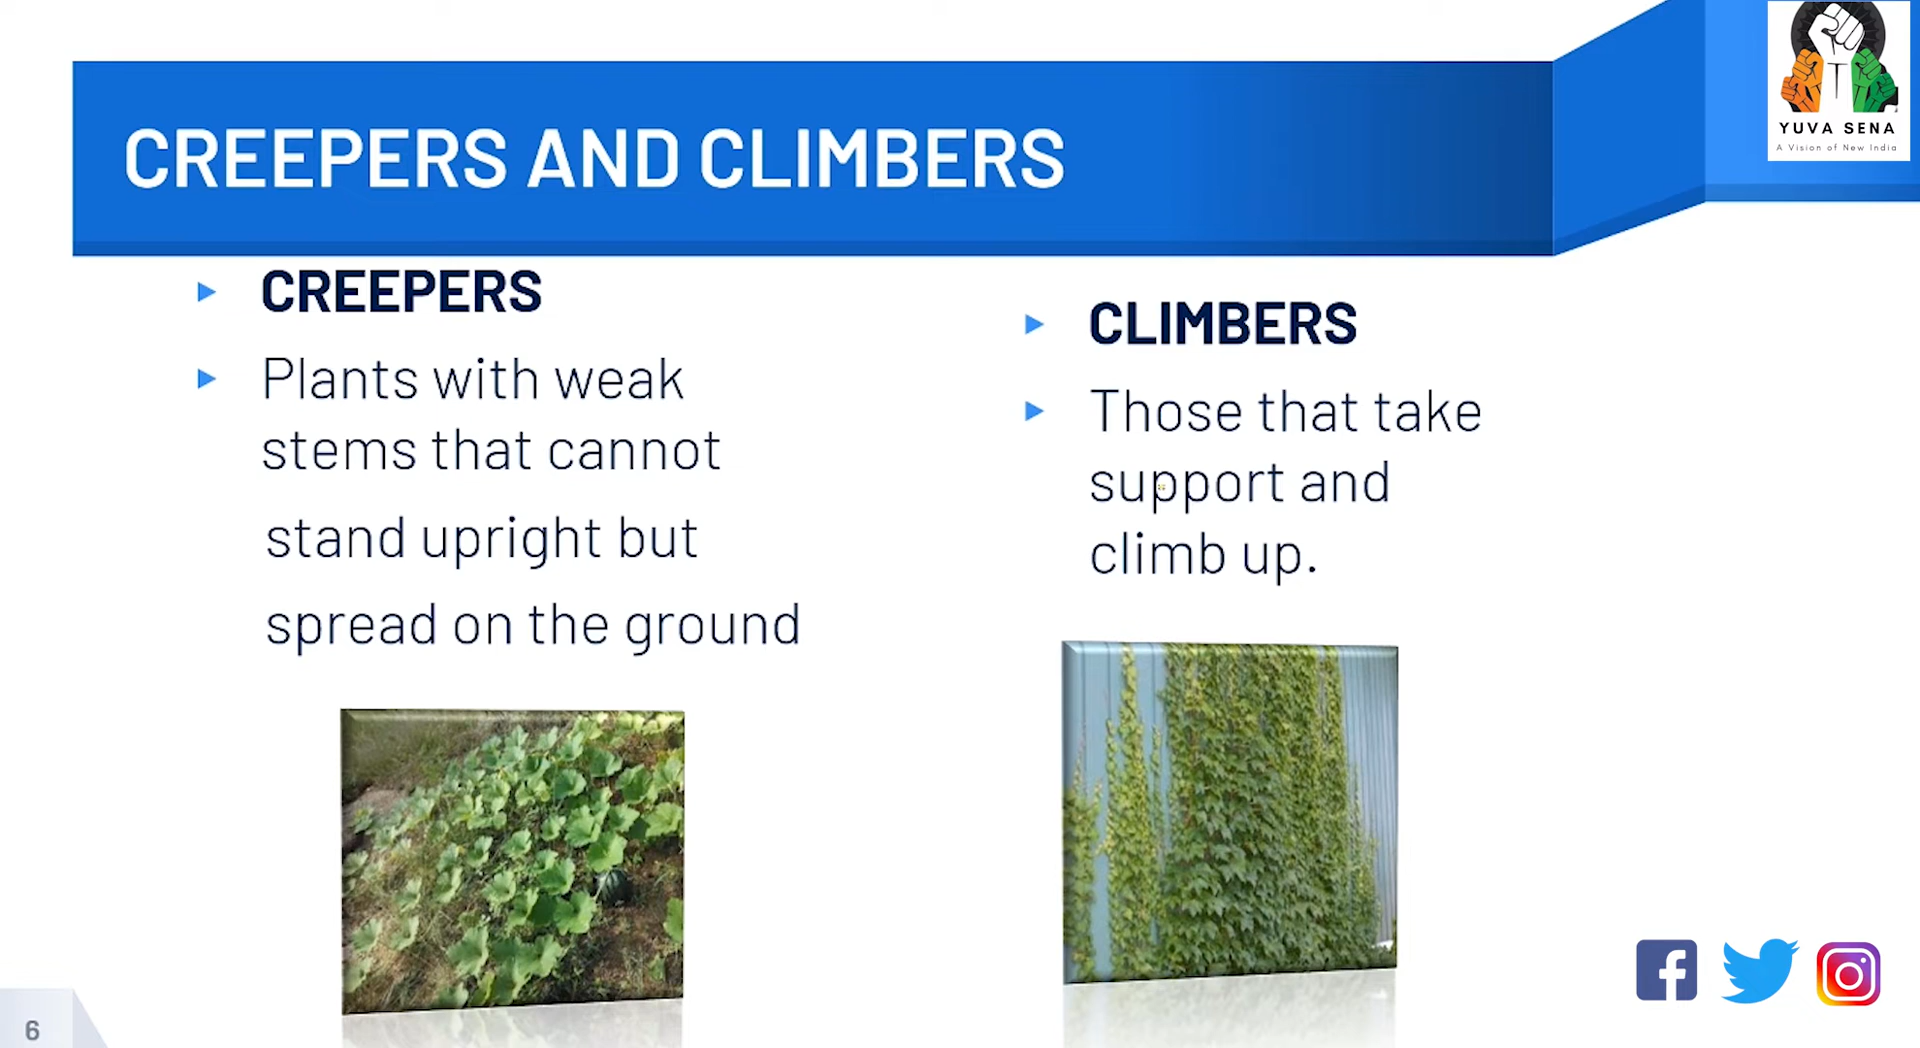 YUVA SENA
A Vision of New India
CREEPERS AND CLIMBERS
CREEPERS
Plants with weak
stems that cannot
stand upright but
spread on the ground
CLIMBERS
Those that take
support and
climb up.
6